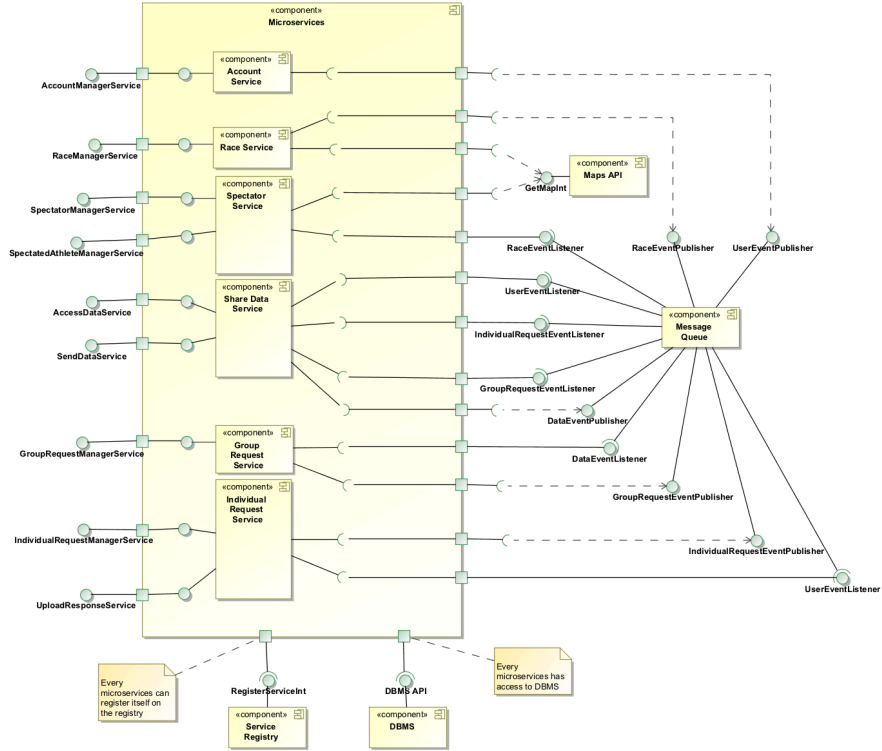 «component»
Microservices
«component»
Account
Service
AccountManagerService
«component»
Race Service
RaceManagerService
«component»
Maps API
GetMapInt
«component»
Spectator
Service
SpectatorManagerService
SpectatedAthleteManagerService
RaceEventListener
RaceEventPublisher
UserEventPublisher
«component»
Share Data
Service
UserEventListener
AccessDataService
«component»
Message
Queue
IndividualRequestEventListener
SendDataService
GroupRequestEventListener
DataEventPublisher
«component»
Group
Request
Service
GroupRequestManagerService
DataEventListener
«component»
Individual
Request
Service
GroupRequestEventPublisher
IndividualRequestManagerService
IndividualRequestEventPublisher
UserEventListener
UploadResponseService
Every
microservices can
register itself on
the registry
Every
microservices has
access to DBMS
RegisterServiceInt
DBMS API
«component»
Service
Registry
«component»
DBMS